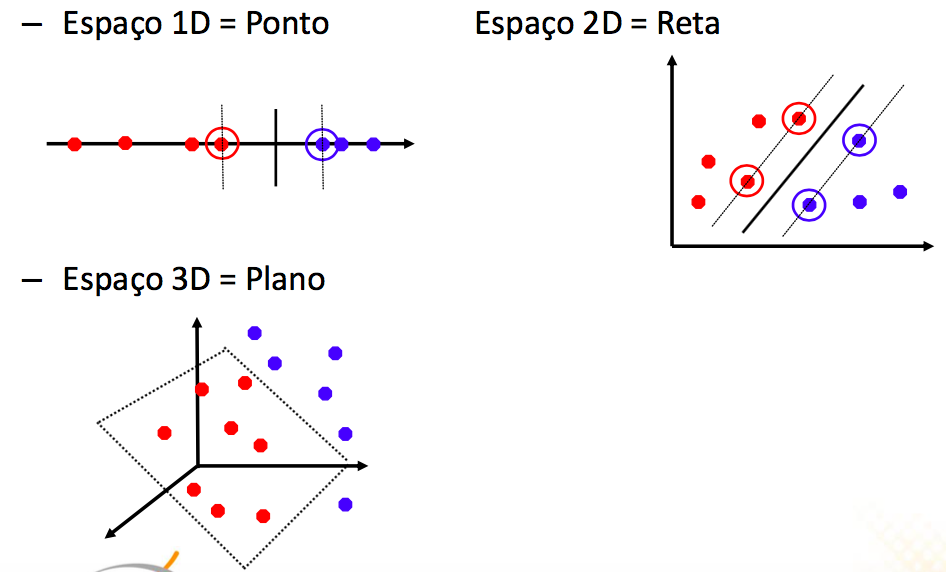 – Espaço 1D = Ponto
Espaço 2D = Reta
– Espaço 3D = Plano